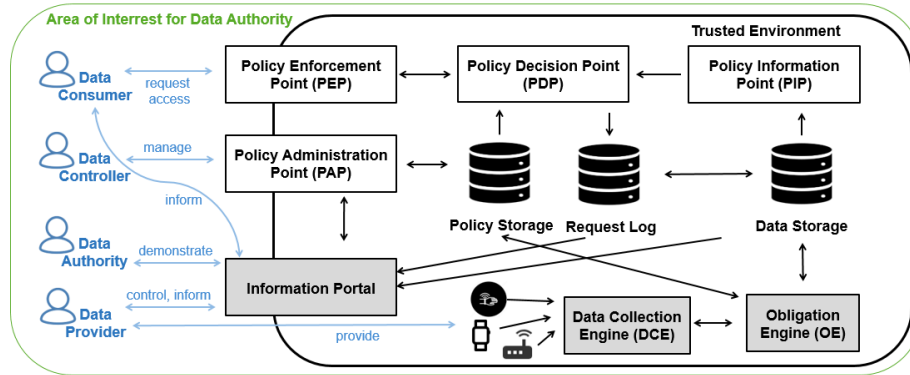 Area of Interrest for Data Authority
Trusted Environment
Data
Consumer
request
access
Policy Enforcement
Point (PEP)
Policy Decision Point
(PDP)
Policy Information
Point (PIP)
Data
Controller
manage
Policy Administration
Point (PAP)
inform
Policy Storage
Request Log
Data Storage
Data
Authority
demonstrate
Information Portal
control, inform
Data
Provider
provide
Data Collection
Engine (DCE)
Obligation
Engine (OE)